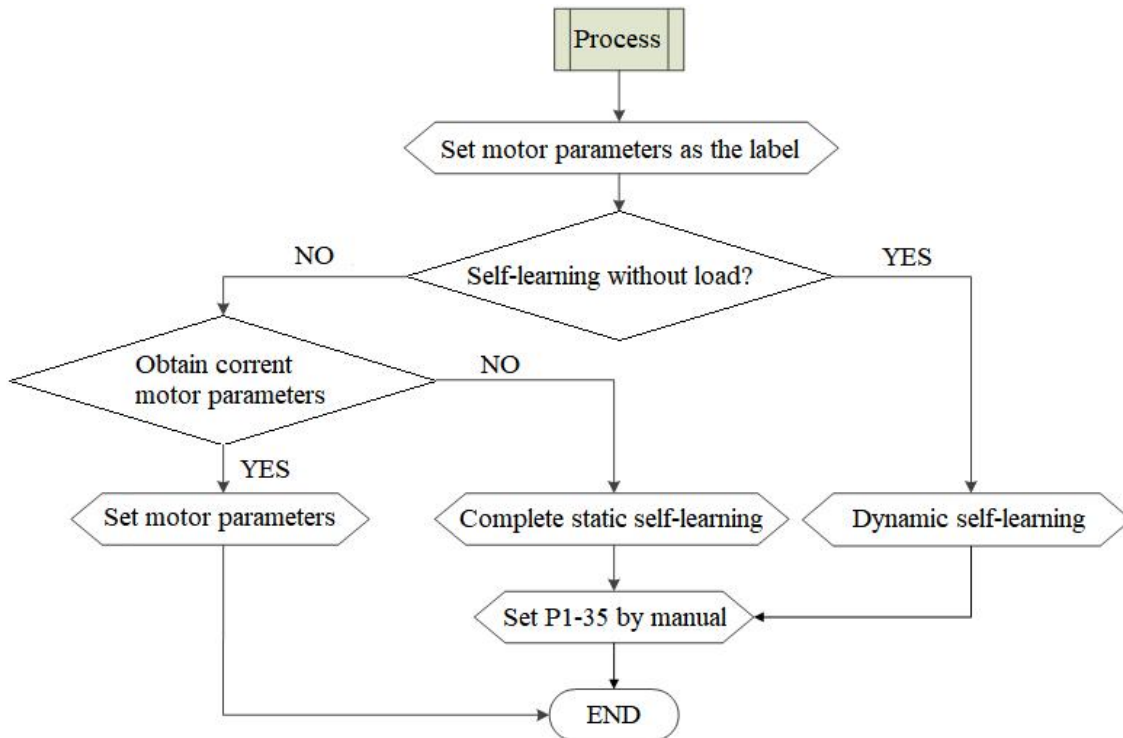 Process
Set motor parameters as the label
NO
YES
Self-learning without load?
Obtain corrent
motor parameters
NO
YES
Set motor parameters
Complete static self-learning
Dynamic self-learning
Set P1-35 by manual
END